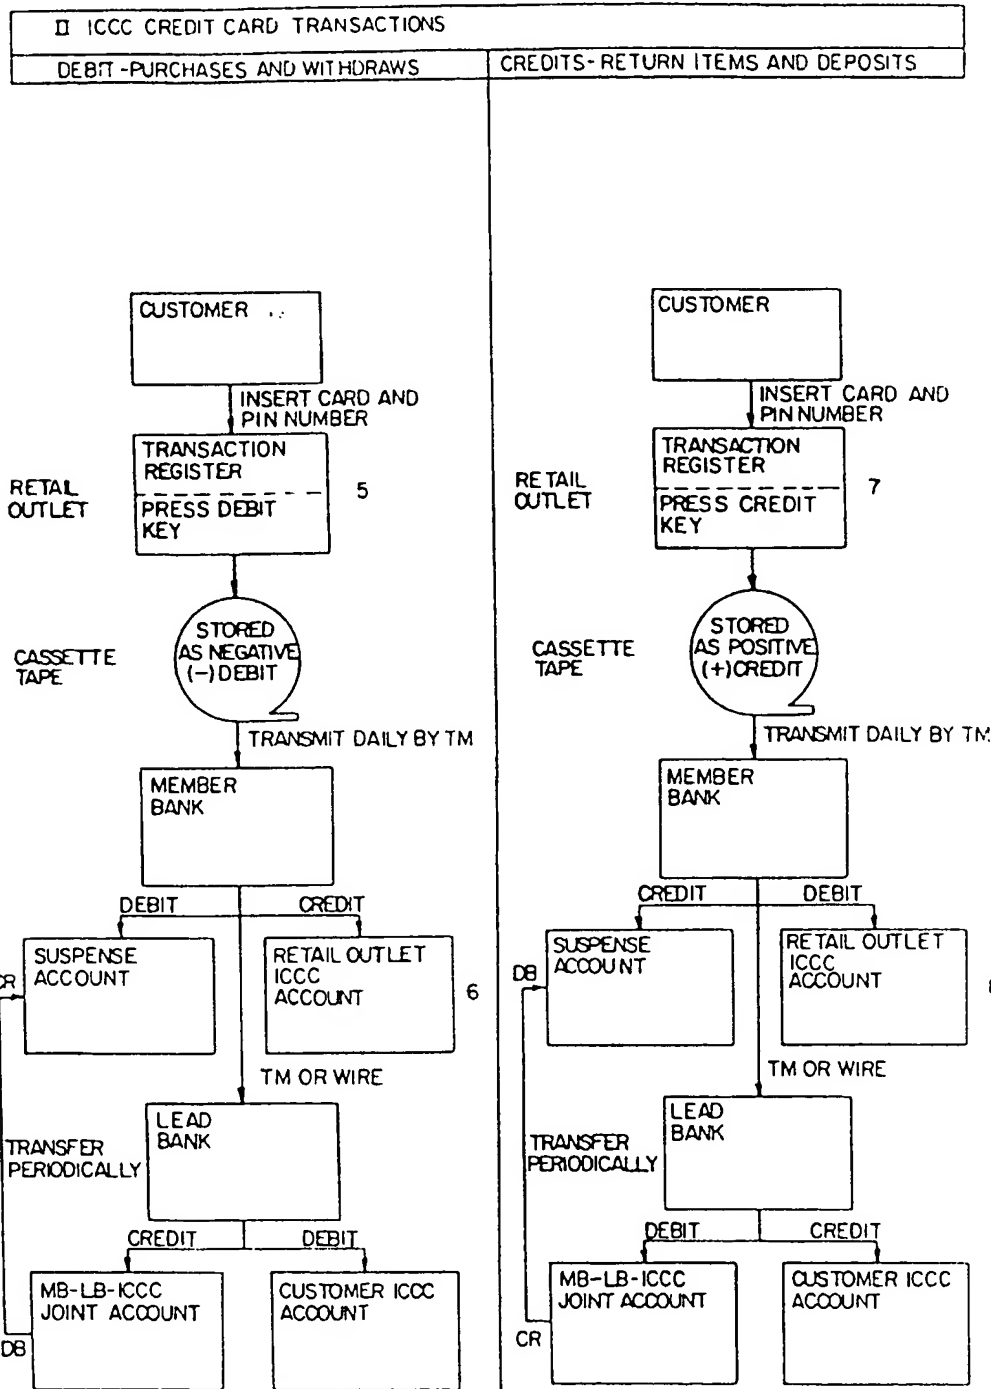 II ICCC CREDIT CARD TRANSACTIONS
DEBIT-PURCHASES AND WITHDRAWS
CUSTOMER
INSERT CARD AND
PIN NUMBER
TRANSACTION
REGISTER
PRESS DEBIT
KEY
5
RETAIL
OUTLET
STORED
AS NEGATIVE
(-) DEBIT
CASSETTE
TAPE
TRANSMIT DAILY BY TM
MEMBER
BANK
DEBIT
CREDIT
SUSPENSE
ACCOUNT
RETAIL OUTLET
ICCC
ACCOUNT
6
CR
TM OR WIRE
LEAD
BANK
TRANSFER
PERIODICALLY
CREDIT
DEBIT
MB-LB-ICCC
JOINT ACCOUNT
CUSTOMER ICCC
ACCOUNT
DB
CREDITS-RETURN ITEMS AND DEPOSITS
CUSTOMER
INSERT CARD AND
PIN NUMBER
TRANSACTION
REGISTER
PRESS CREDIT
KEY
7
RETAIL
OUTLET
STORED
AS POSITIVE
(+) CREDIT
CASSETTE
TAPE
TRANSMIT DAILY BY TM
MEMBER
BANK
CREDIT
DEBIT
SUSPENSE
ACCOUNT
RETAIL OUTLET
ICCC
ACCOUNT
DB
TM OR WIRE
LEAD
BANK
TRANSFER
PERIODICALLY
DEBIT
CREDIT
MB-LB-ICCC
JOINT ACCOUNT
CUSTOMER ICCC
ACCOUNT
CR